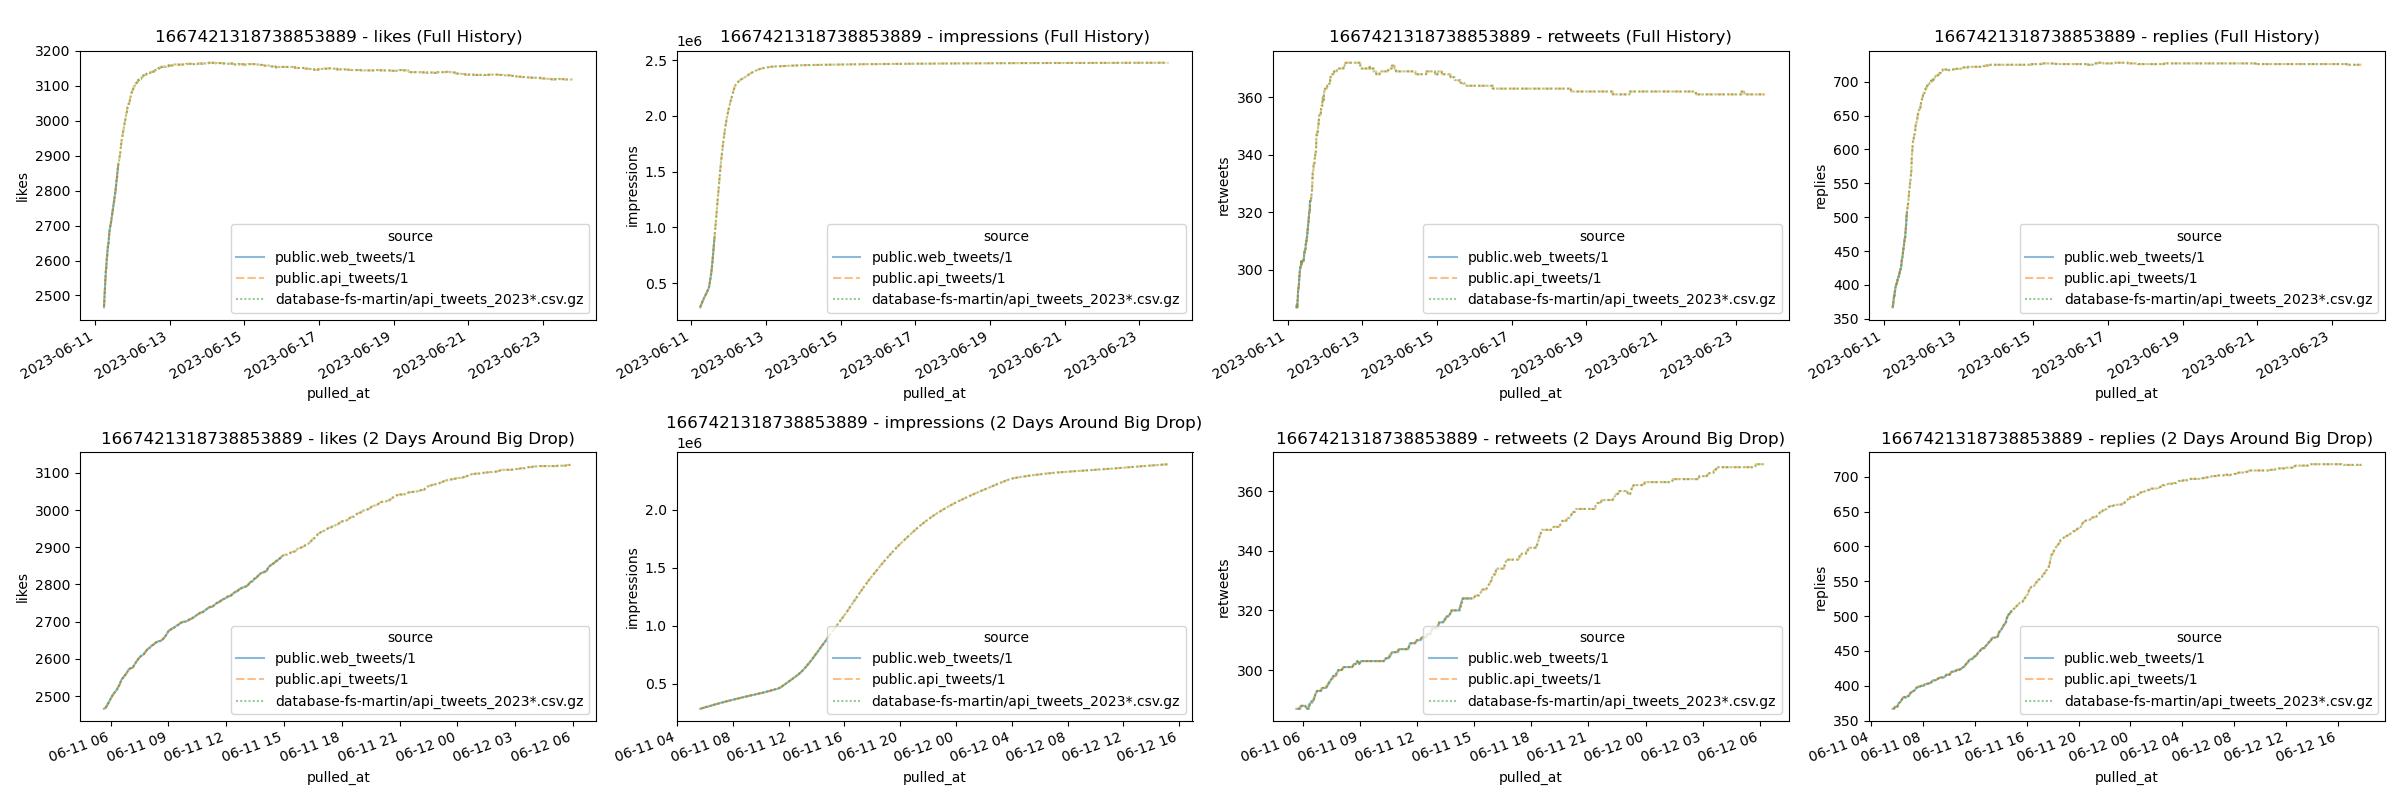 1667421318738853889 - likes (Full History)
likes
3200
3100
3000
2900
2800
2700
2600
2500
source
public.web_tweets/1
public.api_tweets/1
database-fs-martin/api_tweets_2023*.csv.gz
2023-06-11
2023-06-13
2023-06-15
2023-06-17
2023-06-19
2023-06-21
2023-06-23
pulled_at
1667421318738853889 - impressions (Full History)
1e6
impressions
2.5
2.0
1.5
1.0
0.5
source
public.web_tweets/1
public.api_tweets/1
database-fs-martin/api_tweets_2023*.csv.gz
2023-06-11
2023-06-13
2023-06-15
2023-06-17
2023-06-19
2023-06-21
2023-06-23
pulled_at
1667421318738853889 - retweets (Full History)
retweets
360
340
320
300
source
public.web_tweets/1
public.api_tweets/1
database-fs-martin/api_tweets_2023*.csv.gz
2023-06-11
2023-06-13
2023-06-15
2023-06-17
2023-06-19
2023-06-21
2023-06-23
pulled_at
1667421318738853889 - replies (Full History)
replies
700
650
600
550
500
450
400
350
source
public.web_tweets/1
public.api_tweets/1
database-fs-martin/api_tweets_2023*.csv.gz
2023-06-11
2023-06-13
2023-06-15
2023-06-17
2023-06-19
2023-06-21
2023-06-23
pulled_at
1667421318738853889 - likes (2 Days Around Big Drop)
likes
3100
3000
2900
2800
2700
2600
2500
source
public.web_tweets/1
public.api_tweets/1
database-fs-martin/api_tweets_2023*.csv.gz
06-11 06
06-11 09
06-11 12
06-11 15
06-11 18
06-11 21
06-12 00
06-12 03
06-12 06
pulled_at
1667421318738853889 - impressions (2 Days Around Big Drop)
1e6
impressions
2.0
1.5
1.0
0.5
source
public.web_tweets/1
public.api_tweets/1
database-fs-martin/api_tweets_2023*.csv.gz
06-11 04
06-11 08
06-11 12
06-11 16
06-11 20
06-12 00
06-12 04
06-12 08
06-12 12
06-12 16
pulled_at
1667421318738853889 - retweets (2 Days Around Big Drop)
retweets
360
340
320
300
source
public.web_tweets/1
public.api_tweets/1
database-fs-martin/api_tweets_2023*.csv.gz
06-11 06
06-11 09
06-11 12
06-11 15
06-11 18
06-11 21
06-12 00
06-12 03
06-12 06
pulled_at
1667421318738853889 - replies (2 Days Around Big Drop)
replies
700
650
600
550
500
450
400
350
source
public.web_tweets/1
public.api_tweets/1
database-fs-martin/api_tweets_2023*.csv.gz
06-11 04
06-11 08
06-11 12
06-11 16
06-11 20
06-12 00
06-12 04
06-12 08
06-12 12
06-12 16
pulled_at